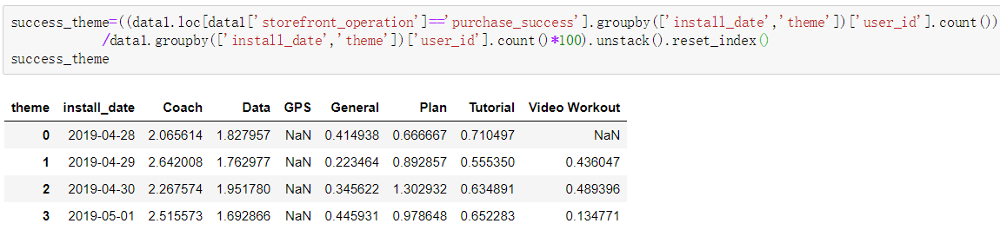 success_theme=((data1.loc[data1['storefront_operation']=='purchase_success'].groupby(['install_date','theme'])['user_id'].count())
/data1.groupby(['install_date','theme'])['user_id'].count()*100).unstack().reset_index()
success_theme
theme install_date Coach Data GPS General Plan Tutorial Video Workout
0 2019-04-28 2.065614 1.827957 NaN 0.414938 0.666667 0.710497 NaN
1 2019-04-29 2.642008 1.762977 NaN 0.223464 0.892857 0.555350 0.436047
2 2019-04-30 2.267574 1.951780 NaN 0.345622 1.302932 0.634891 0.489396
3 2019-05-01 2.515573 1.692866 NaN 0.445931 0.978648 0.652283 0.134771